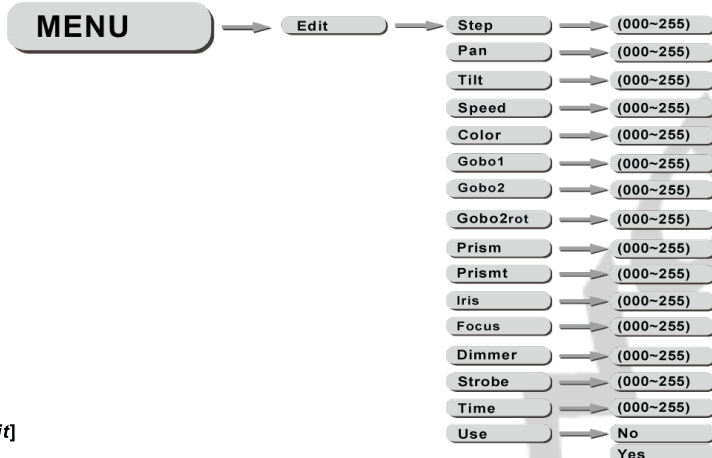 MENU Edit Step (000~255)
Pan (000~255)
Tilt (000~255)
Speed (000~255)
Color (000~255)
Gobo1 (000~255)
Gobo2 (000~255)
Gobo2rot (000~255)
Prism (000~255)
Prismt (000~255)
Iris (000~255)
Focus (000~255)
Dimmer (000~255)
Strobe (000~255)
Time (000~255)
it] Use No
Yes